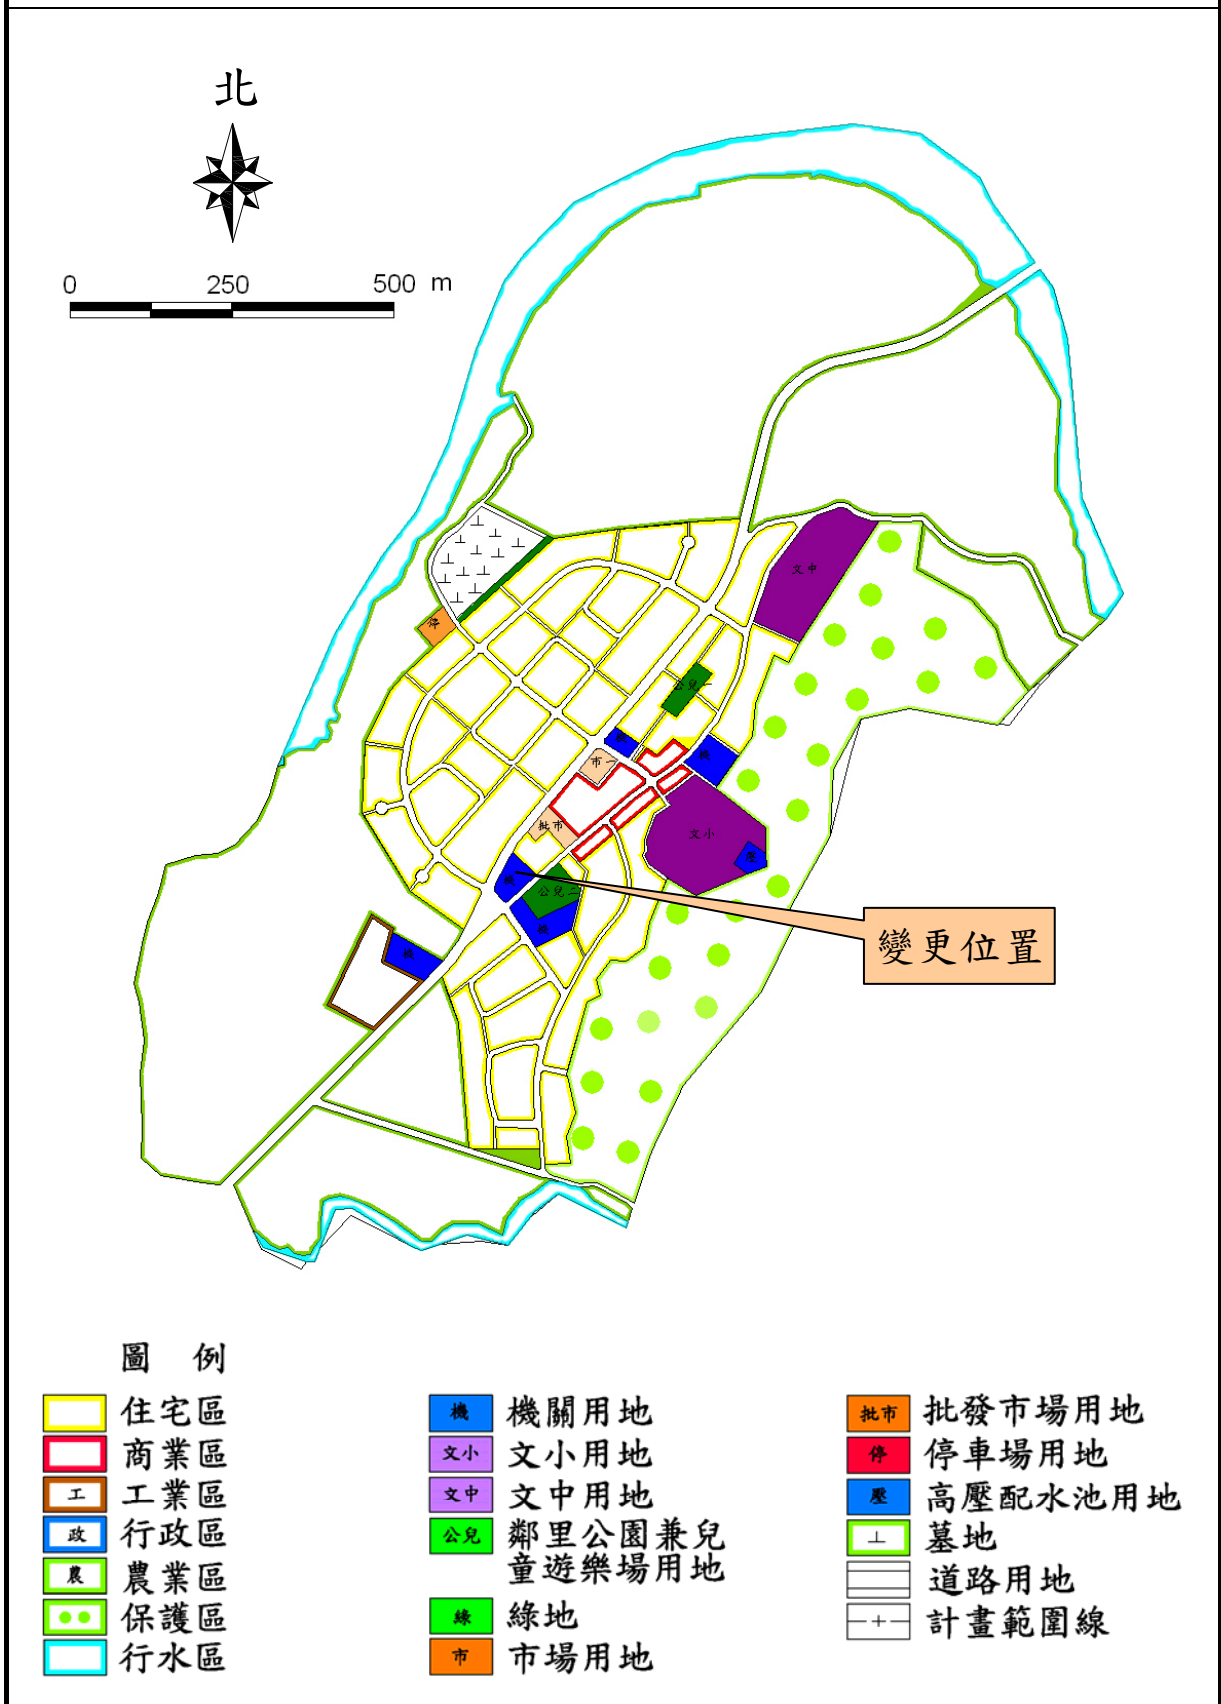 北
0 250 500 m
文中
停
公兒一
機
機
市一
批市
文小
壓
機
公兒二
機
機
變更位置
圖 例
住宅區
商業區
工 工業區
政 行政區
農 農業區
保護區
行水區
機 機關用地
文小 文小用地
文中 文中用地
公兒 鄰里公園兼兒
童遊樂場用地
綠 綠地
市 市場用地
批市 批發市場用地
停 停車場用地
壓 高壓配水池用地
墓地
道路用地
計畫範圍線